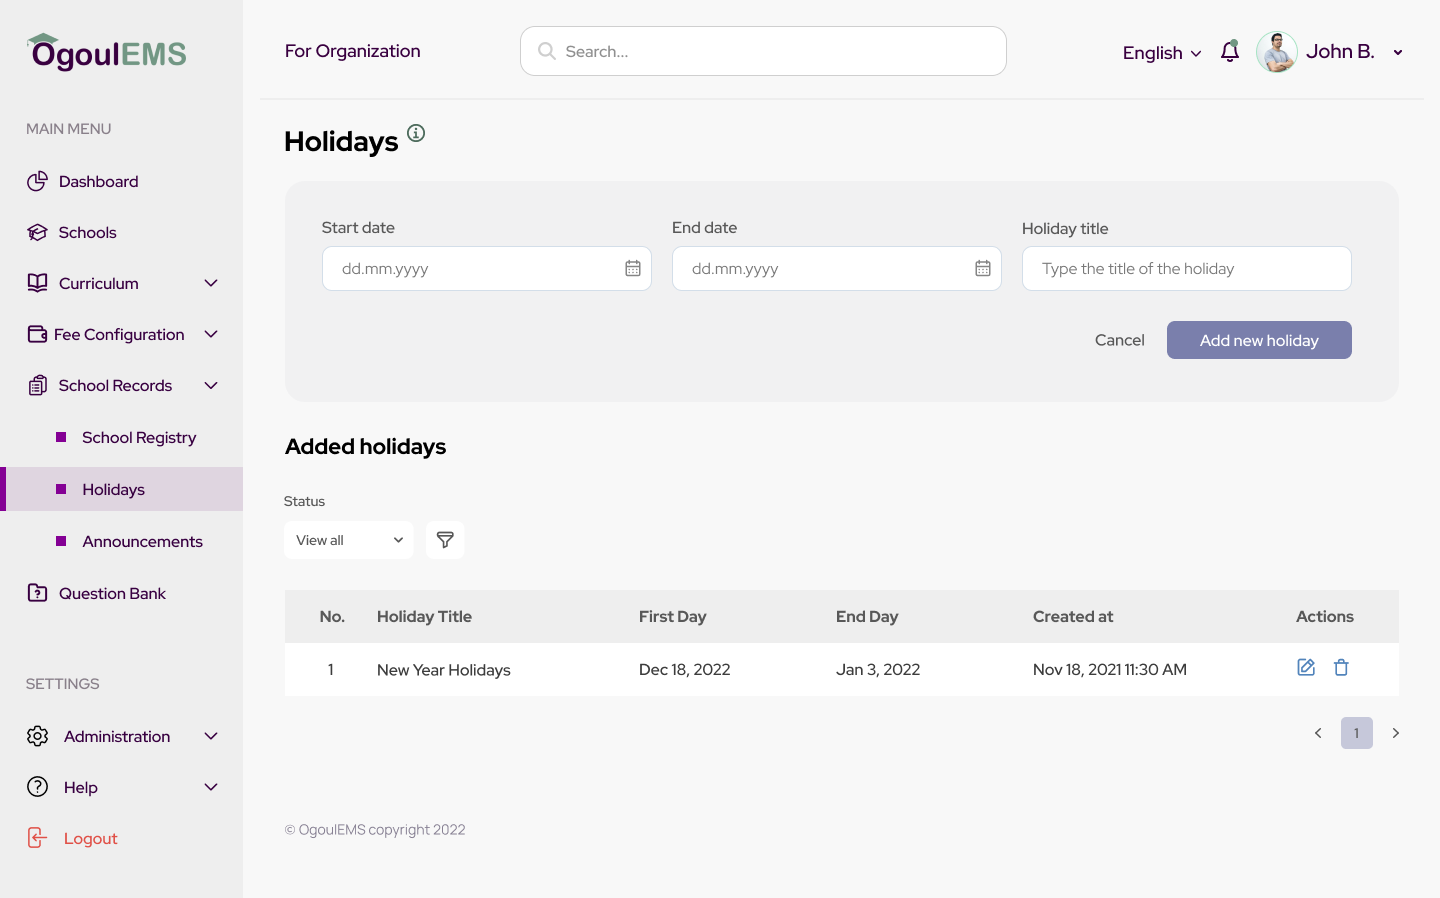 OgoulEMS
For Organization
Search...
English
John B.
MAIN MENU
Dashboard
Schools
Curriculum
Fee Configuration
School Records
School Registry
Holidays
Announcements
Question Bank
SETTINGS
Administration
Help
Logout
Holidays
Start date
End date
Holiday title
dd.mm.yyyy
dd.mm.yyyy
Type the title of the holiday
Cancel
Add new holiday
Added holidays
Status
View all
No. Holiday Title First Day End Day Created at Actions
1 New Year Holidays Dec 18, 2022 Jan 3, 2022 Nov 18, 2021 11:30 AM
1
© OgoulEMS copyright 2022